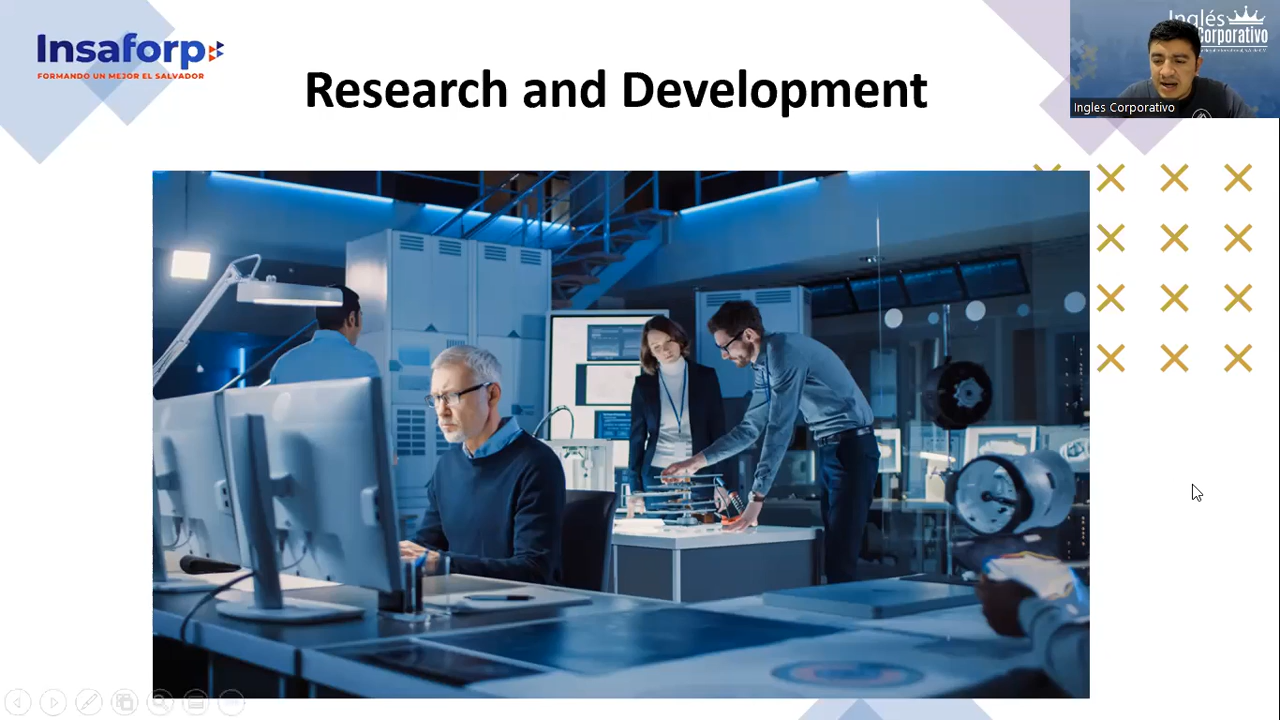 Insaforp
FORMANDO UN MEJOR EL SALVADOR
Research and Development
Inglés
Corporativo
Ingles Corporativo